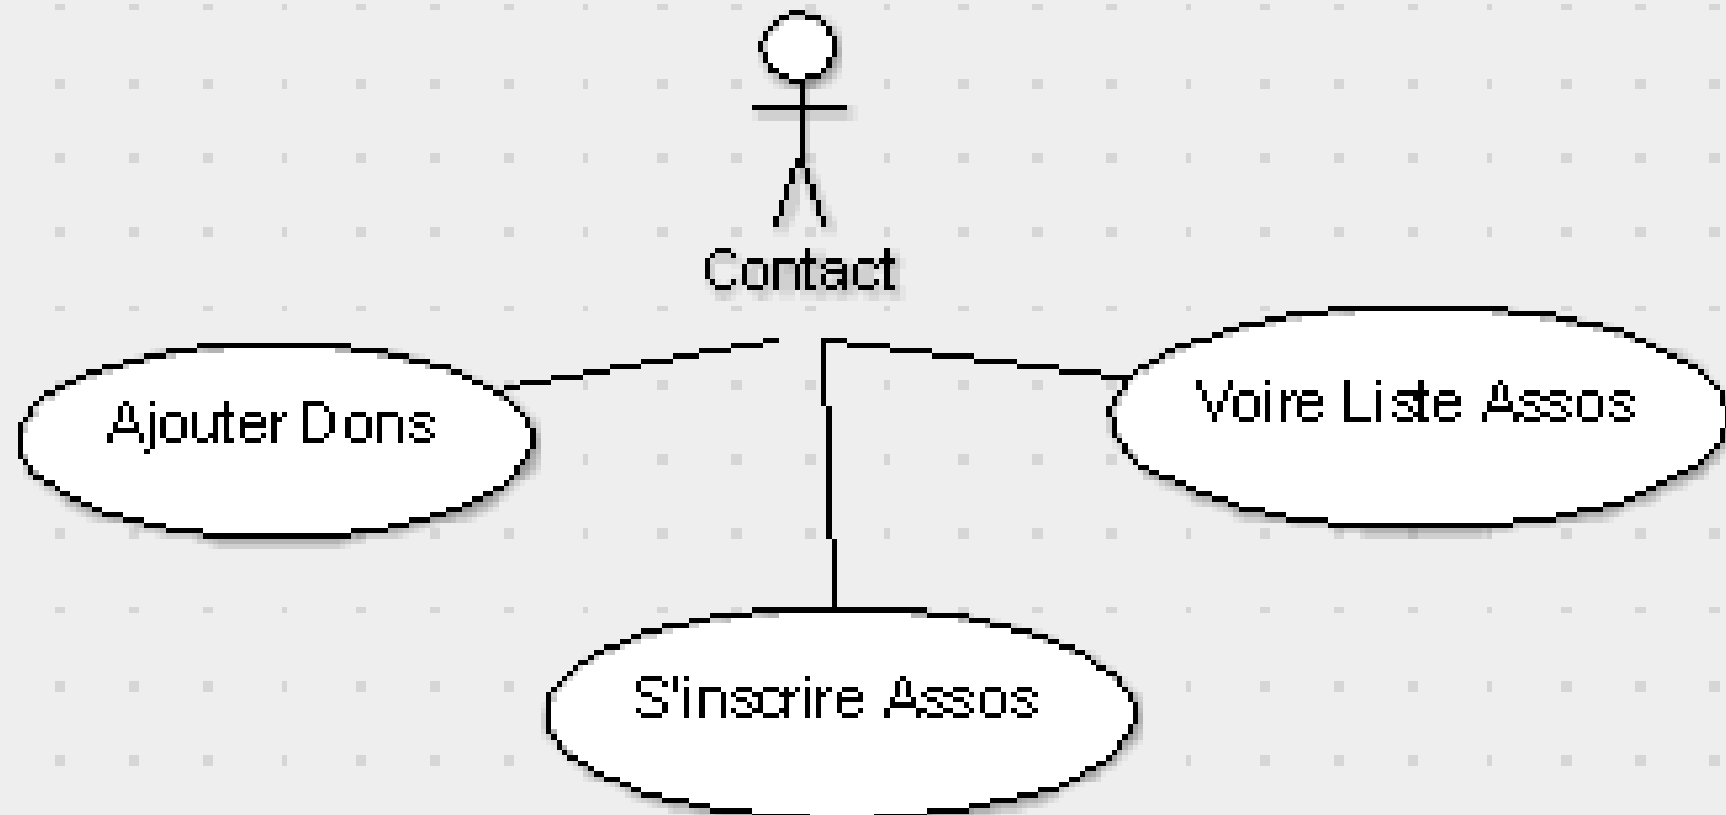 Contact
Ajouter Dons
Voire Liste Assos
S'inscrire Assos